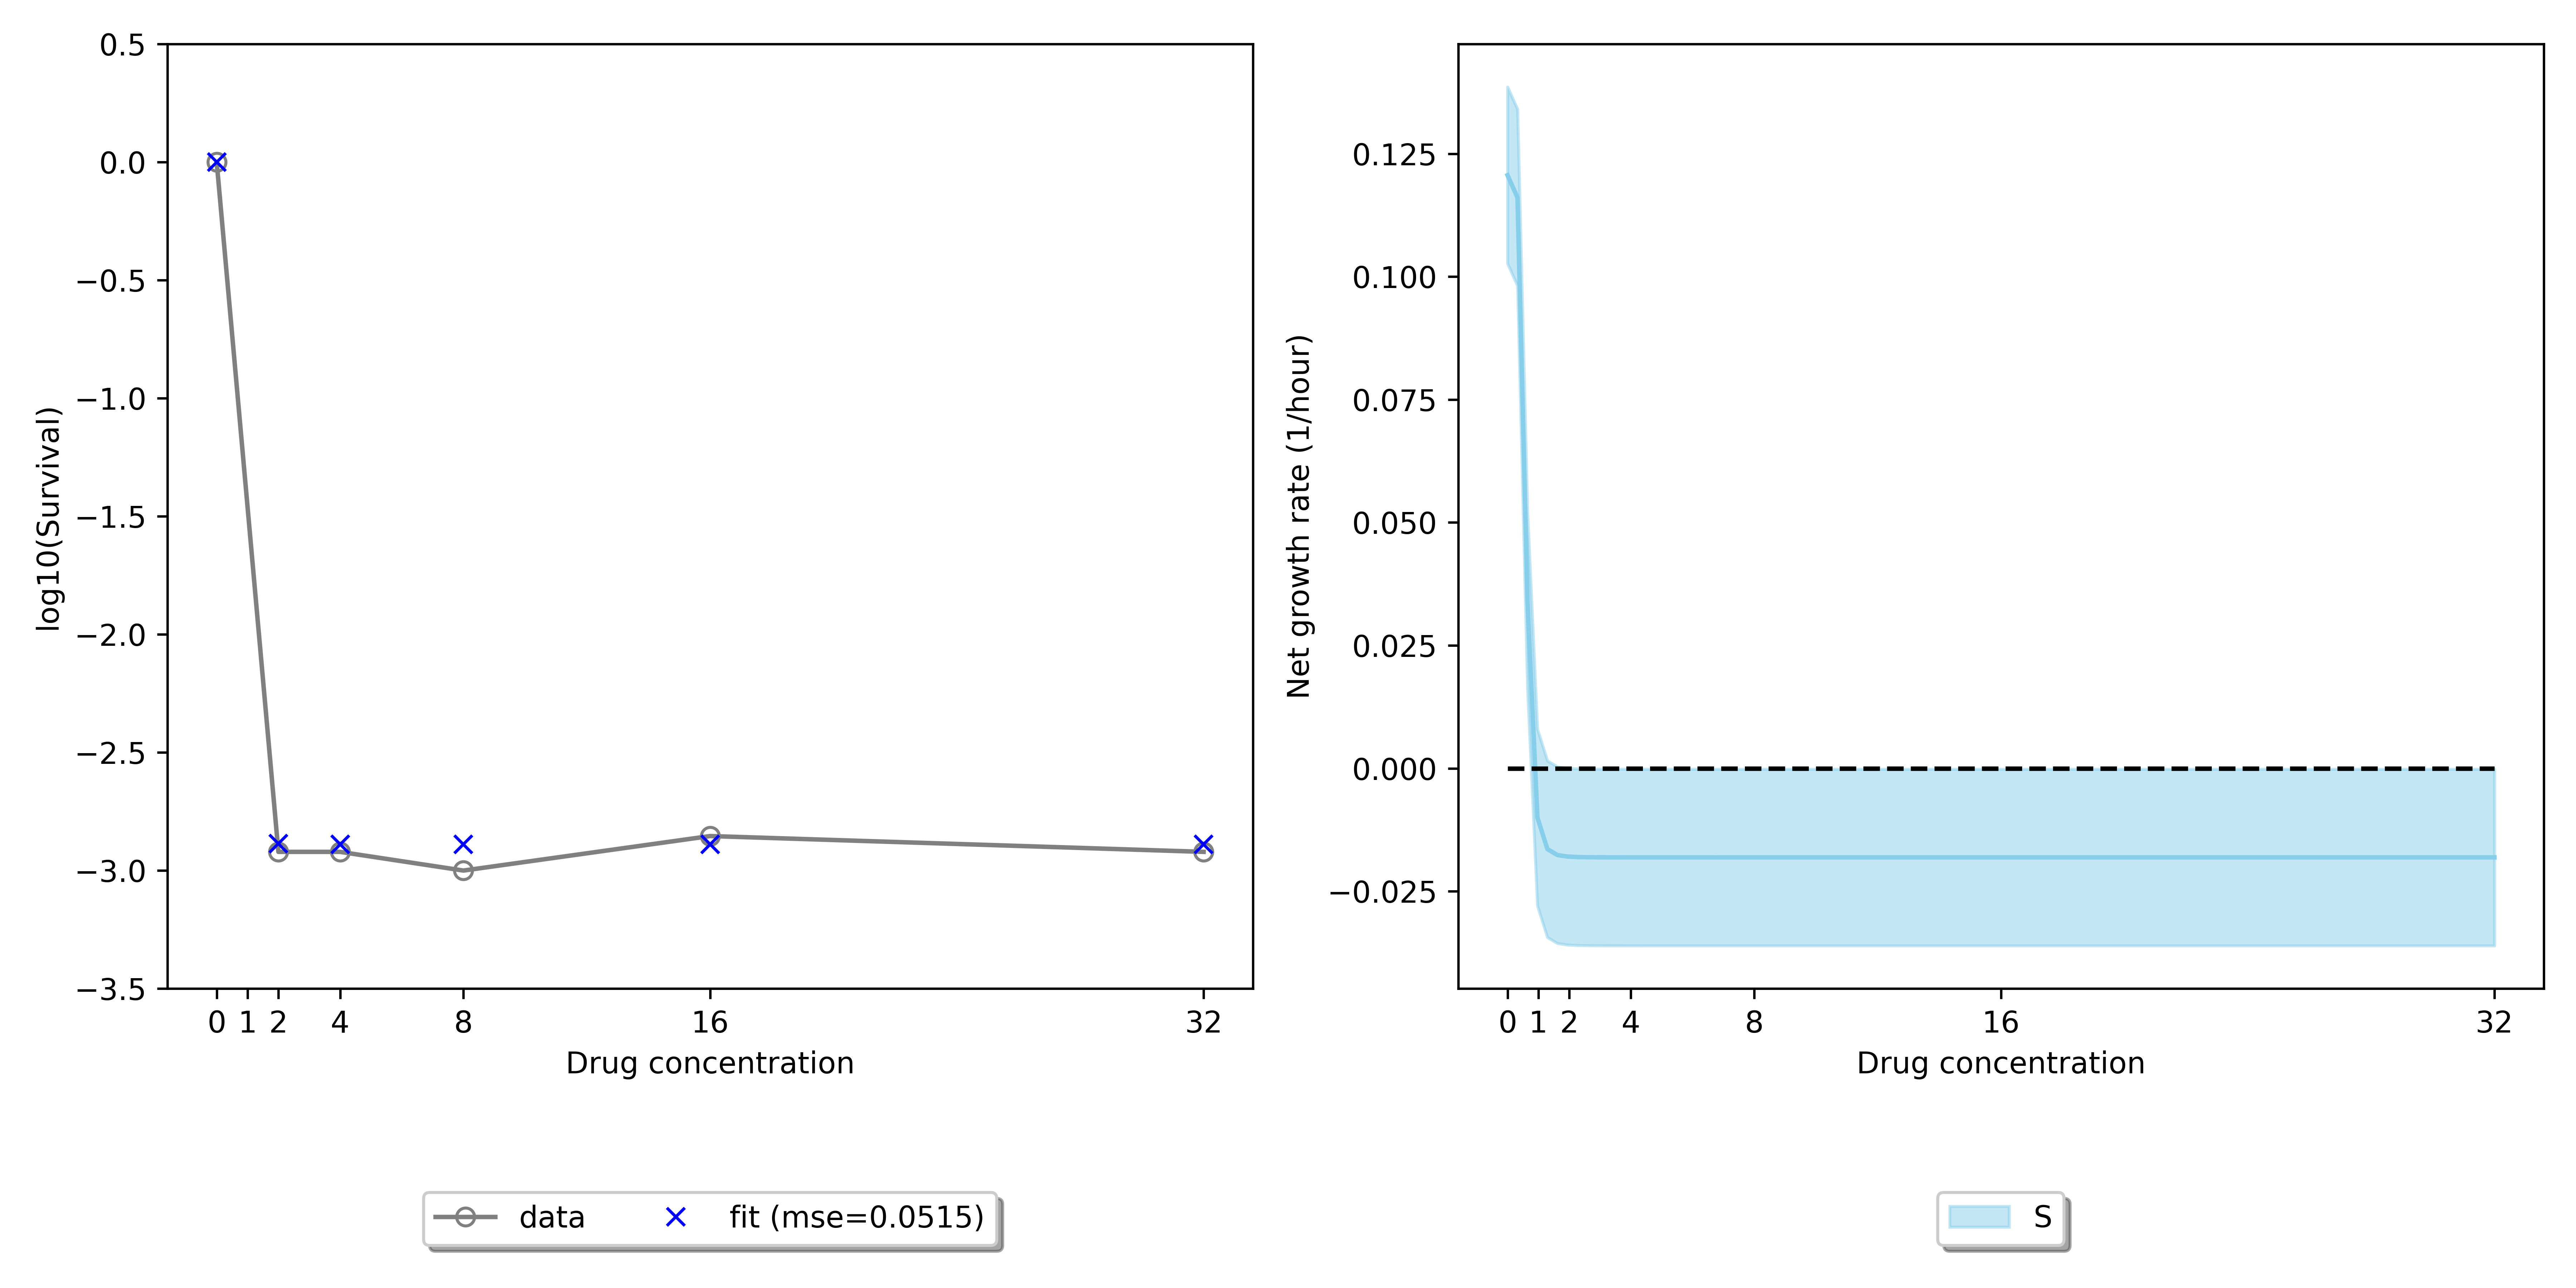 0.5
0.0
−0.5
−1.0
−1.5
−2.0
−2.5
−3.0
−3.5
log10(Survival)
0 1 2 4 8 16 32
Drug concentration
data fit (mse=0.0515)
0.125
0.100
0.075
0.050
0.025
0.000
−0.025
Net growth rate (1/hour)
0 1 2 4 8 16 32
Drug concentration
S